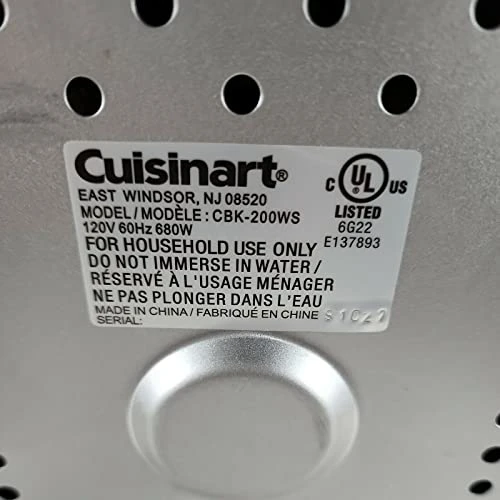 Cuisinart®
EAST WINDSOR, NJ 08520
MODEL / MODÈLE : CBK-200WS
120V 60Hz 680W
FOR HOUSEHOLD USE ONLY
DO NOT IMMERSE IN WATER /
RÉSERVÉ À L'USAGE MÉNAGER
NE PAS PLONGER DANS L'EAU
MADE IN CHINA / FABRIQUÉ EN CHINE
SERIAL:
C UL® US
LISTED
6G22
E137893